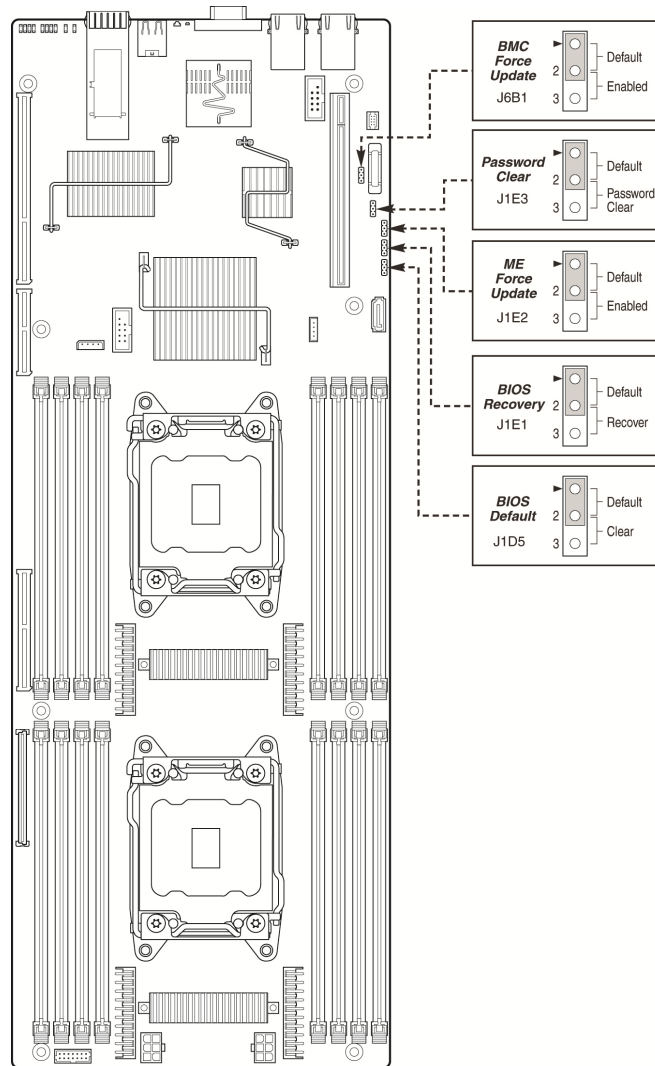 BMC
Force
Update
J6B1
2
3
Default
Enabled
Password
Clear
J1E3
2
3
Default
Password
Clear
ME
Force
Update
J1E2
2
3
Default
Enabled
BIOS
Recovery
J1E1
2
3
Default
Recover
BIOS
Default
J1D5
2
3
Default
Clear